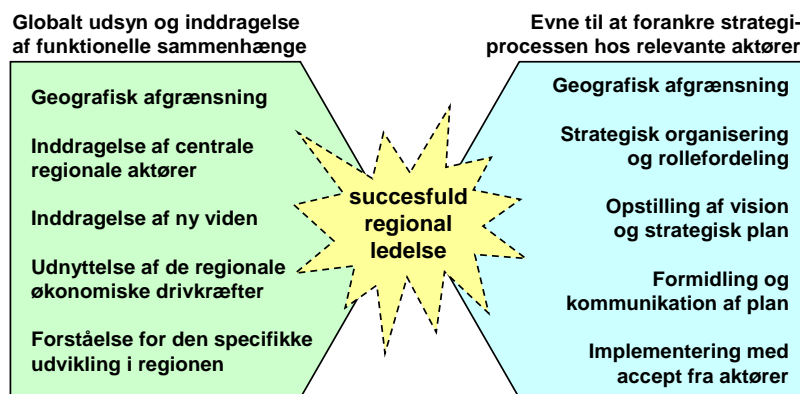 Globalt udsyn og inddragelse
af funktionelle sammenhænge
Geografisk afgrænsning
Inddragelse af centrale
regionale aktører
Inddragelse af ny viden
Udnyttelse af de regionale
økonomiske drivkræfter
Forståelse for den specifikke
udvikling i regionen
succesfuld
regional
ledelse
Evne til at forankre strategi-
processen hos relevante aktører
Geografisk afgrænsning
Strategisk organisering
og rollefordeling
Opstilling af vision
og strategisk plan
Formidling og
kommunikation af plan
Implementering med
accept fra aktører